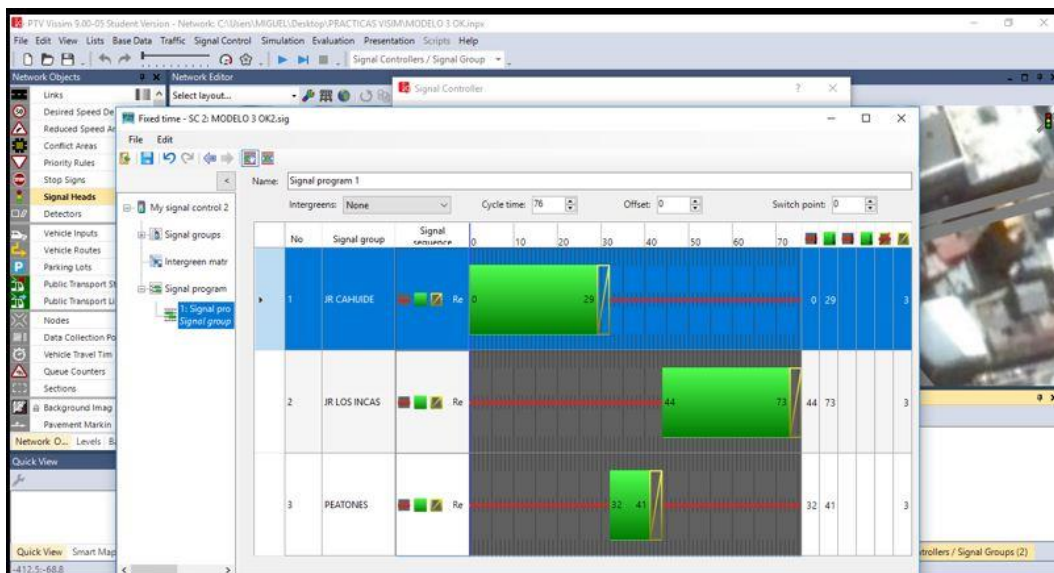 PTV Vissim 9.00-05 Student Version - Network: C:\Users\MIGUEL\Desktop\PRACTICAS VISIM\MODELO 3 OK.inpx
File Edit View Lists Base Data Traffic Signal Control Simulation Evaluation Presentation Scripts Help
Signal Controllers / Signal Group
Network Objects
Network Editor
Select layout...
Signal Controller
Links
Desired Speed De
Reduced Speed Ar
Conflict Areas
Priority Rules
Stop Signs
Signal Heads
Detectors
Vehicle Inputs
Vehicle Routes
Parking Lots
Public Transport St
Public Transport Li
Nodes
Data Collection Po
Vehicle Travel Tim
Queue Counters
Sections
Background Imag
Pavement Markin
Network O... Levels B
Quick View
Quick View Smart Map
-412.5:-68.8
Fixed time - SC 2: MODELO 3 OK2.sig
File Edit
My signal control 2
Signal groups
Intergreen matr
Signal program
1: Signal pro
Signal group
Name: Signal program 1
Intergreens: None Cycle time: 76 Offset: 0 Switch point: 0
No Signal group Signal sequence 0 10 20 30 40 50 60 70
1 JR CAHUIDE Re 0 29 0 29 3
2 JR LOS INCAS Re 44 73 44 73 3
3 PEATONES Re 32 41 32 41 3
trollers / Signal Groups (2)